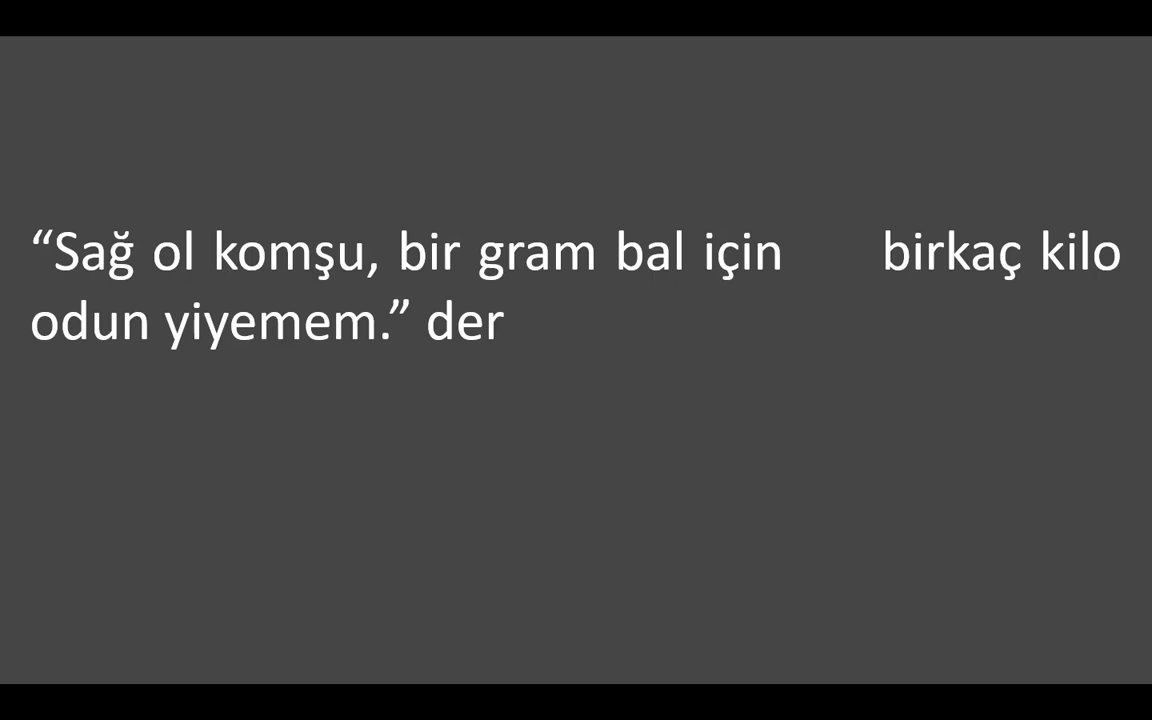 “Sağ ol komşu, bir gram bal için birkaç kilo
odun yiyemem.” der